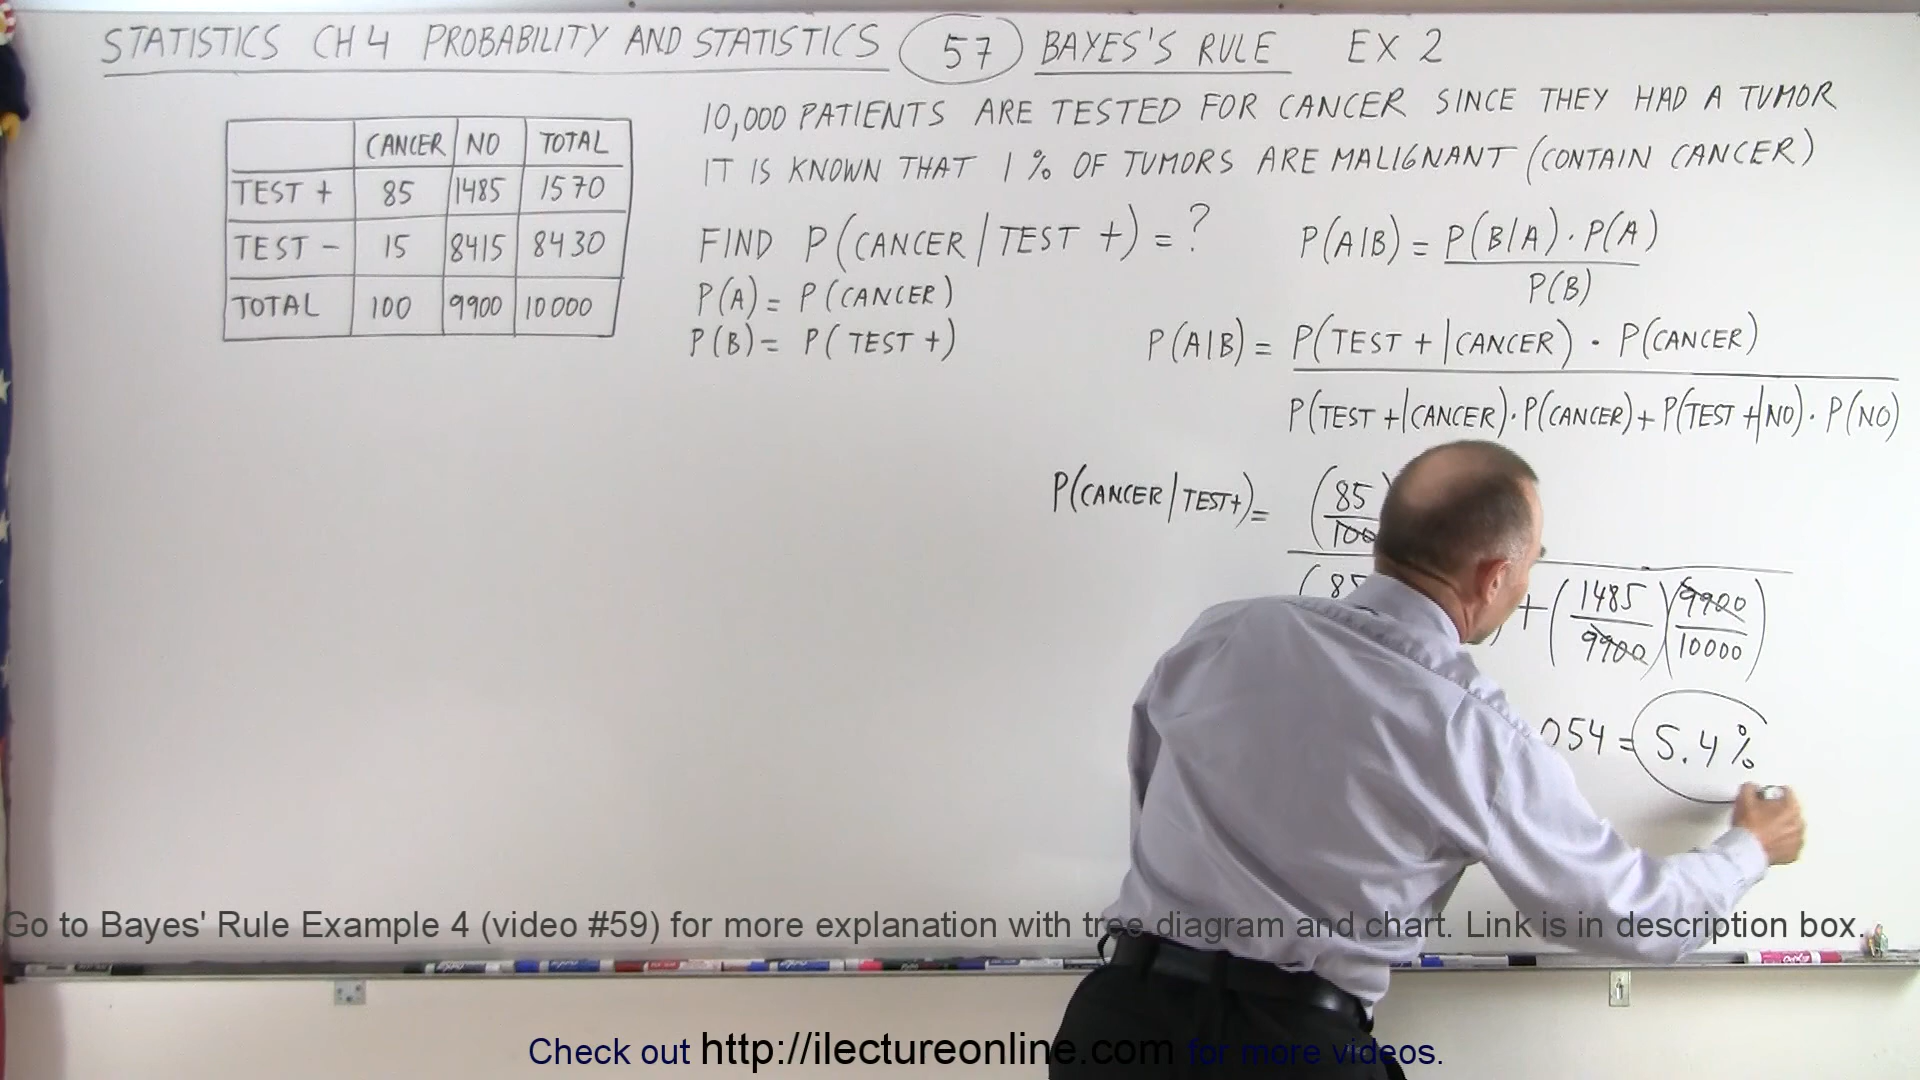 STATISTICS CH 4 PROBABILITY AND STATISTICS 57 BAYES'S RULE EX 2
CANCER NO TOTAL
TEST + 85 1485 1570
TEST - 15 8415 8430
TOTAL 100 9900 10000
10,000 PATIENTS ARE TESTED FOR CANCER SINCE THEY HAD A TUMOR
IT IS KNOWN THAT 1% OF TUMORS ARE MALIGNANT (CONTAIN CANCER)
FIND P(CANCER/TEST +) = ?
P(A) = P(CANCER)
P(B) = P(TEST +)
P(A|B) = P(B|A)·P(A)
P(B)
P(A|B) = P(TEST +|CANCER) · P(CANCER)
P(TEST +|CANCER)·P(CANCER) + P(TEST +|NO)·P(NO)
P(CANCER/TEST+) = (85
100
(85 + (1485)(9900
9900 10000)
054 = 5.4%
Go to Bayes' Rule Example 4 (video #59) for more explanation with tree diagram and chart. Link is in description box.
Check out http://ilectureonline.com for more videos.